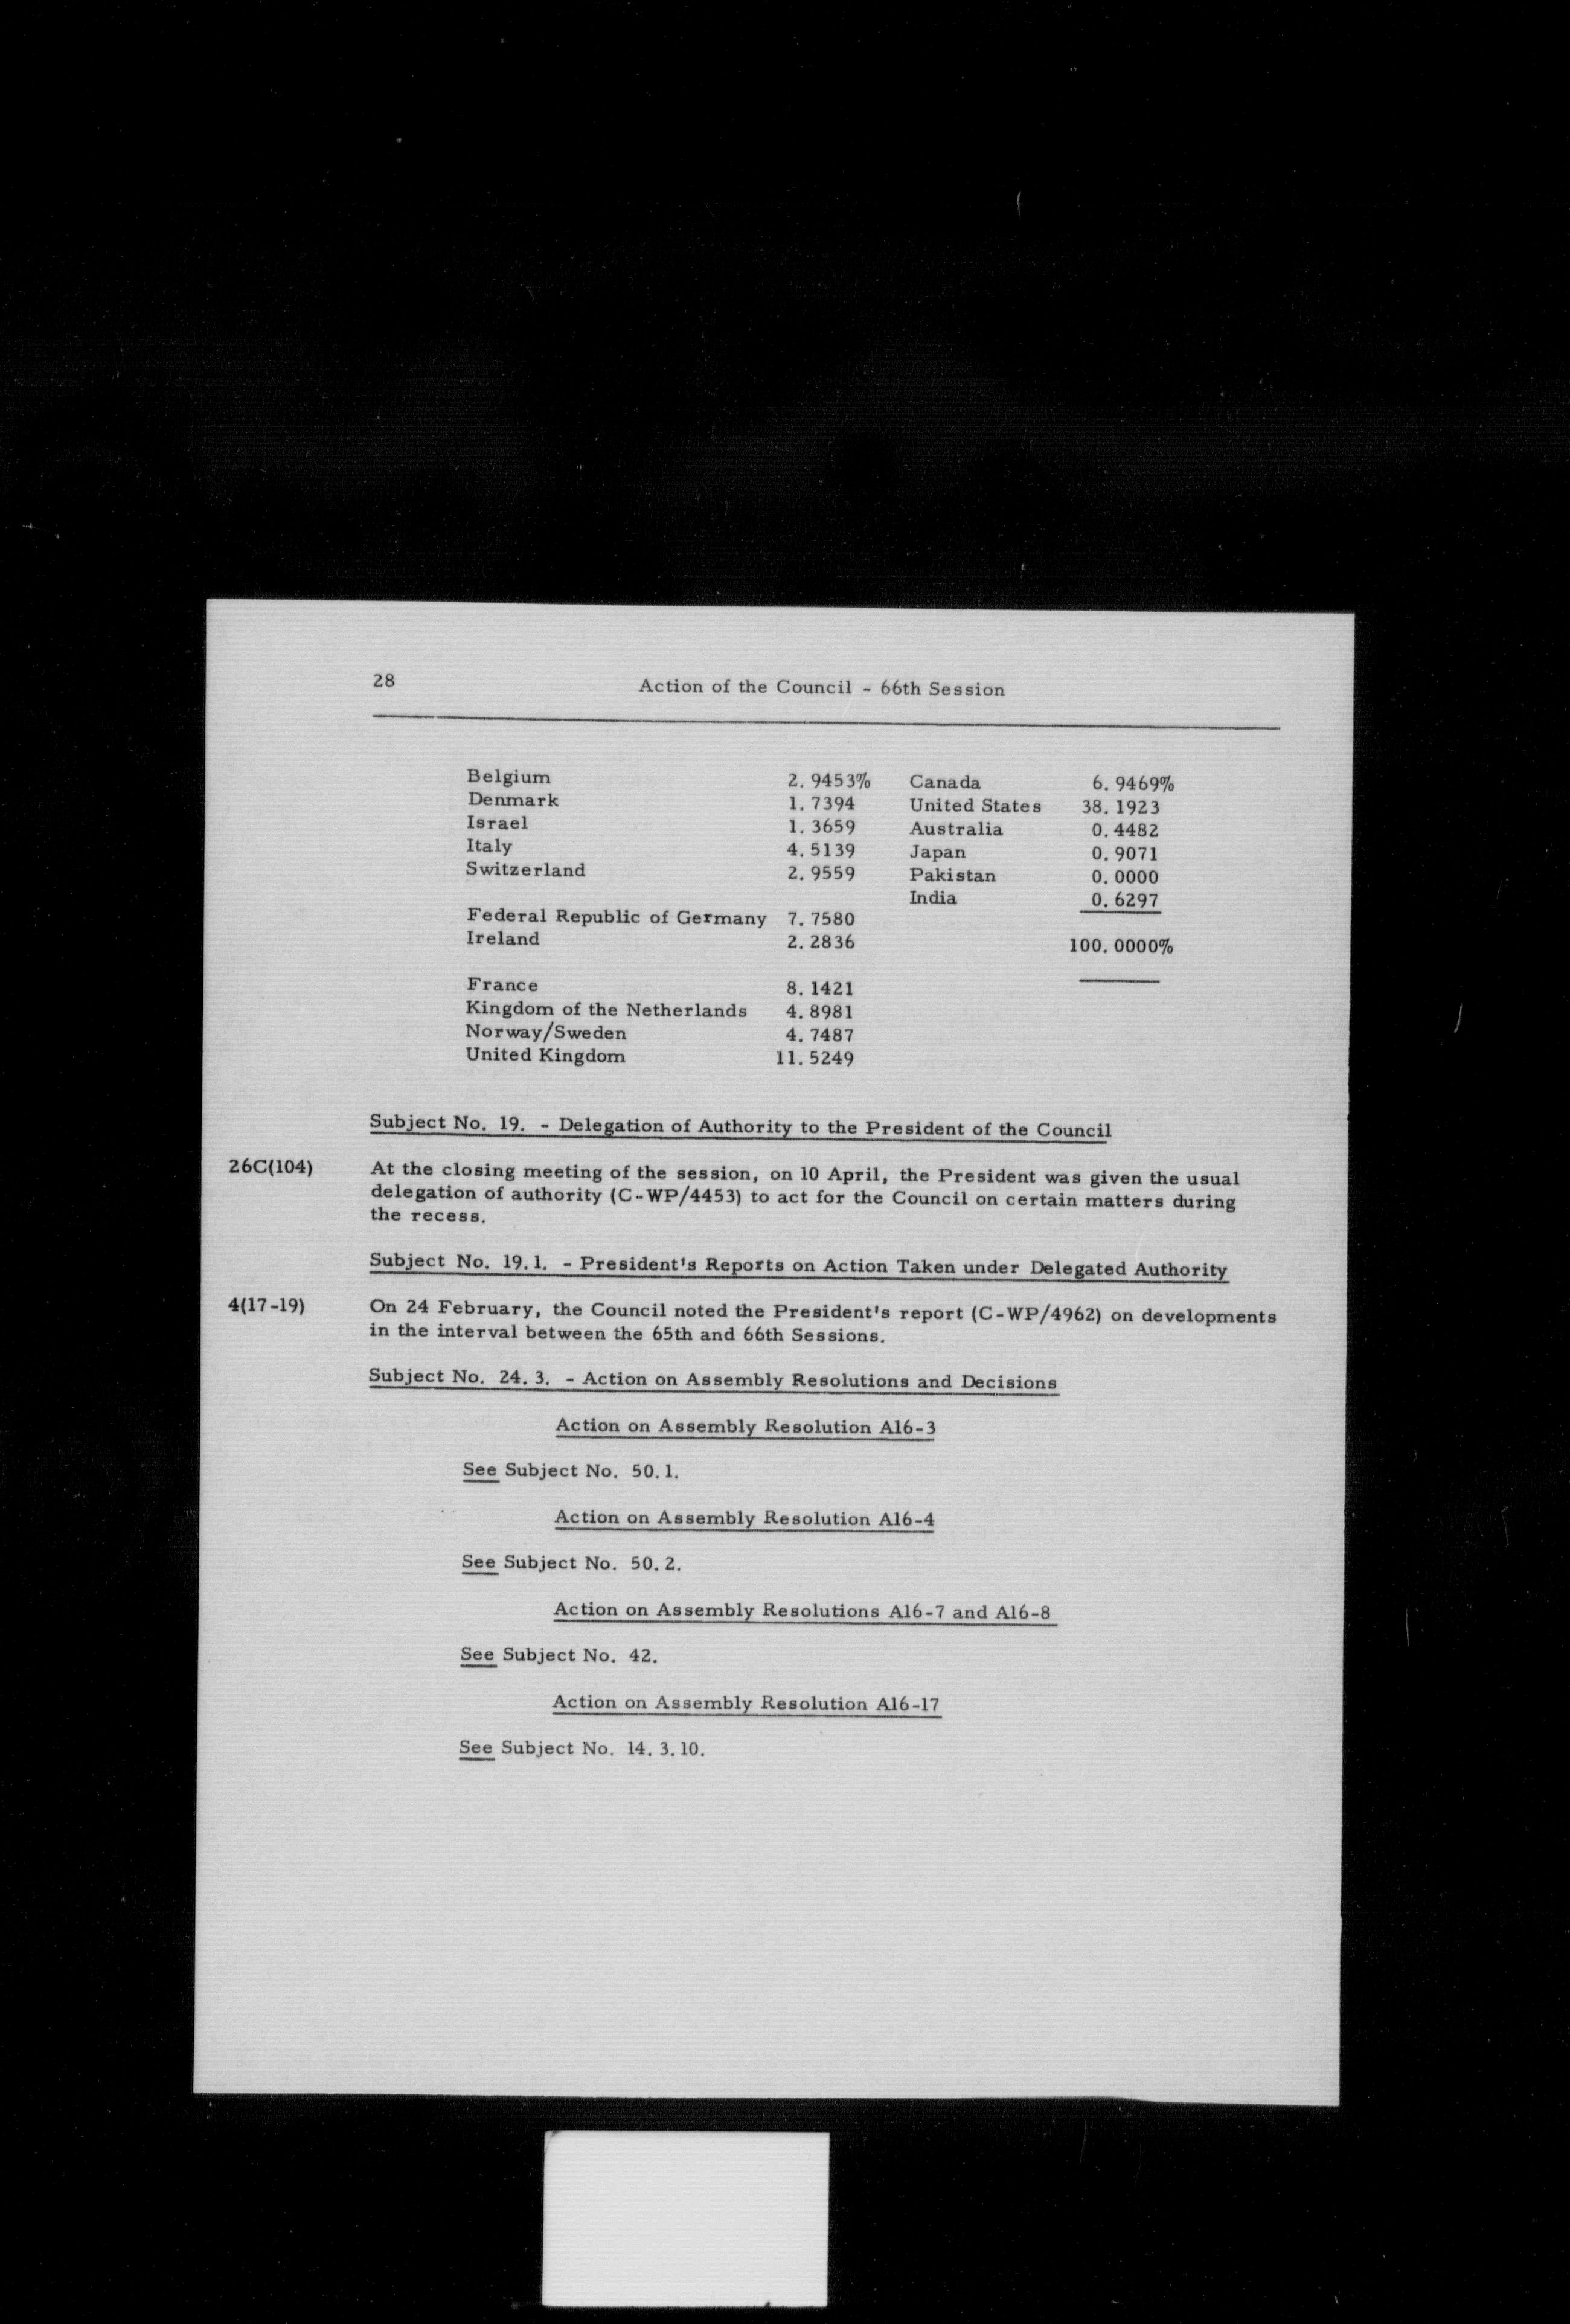 28
Action of the Council - 66th Session
Belgium 2.9453% Canada 6.9469%
Denmark 1.7394 United States 38.1923
Israel 1.3659 Australia 0.4482
Italy 4.5139 Japan 0.9071
Switzerland 2.9559 Pakistan 0.0000
India 0.6297
Federal Republic of Germany 7.7580
Ireland 2.2836 100.0000%
France 8.1421
Kingdom of the Netherlands 4.8981
Norway/Sweden 4.7487
United Kingdom 11.5249
Subject No. 19. - Delegation of Authority to the President of the Council
26C(104) At the closing meeting of the session, on 10 April, the President was given the usual
delegation of authority (C-WP/4453) to act for the Council on certain matters during
the recess.
Subject No. 19.1. - President's Reports on Action Taken under Delegated Authority
4(17-19) On 24 February, the Council noted the President's report (C-WP/4962) on developments
in the interval between the 65th and 66th Sessions.
Subject No. 24.3. - Action on Assembly Resolutions and Decisions
Action on Assembly Resolution A16-3
See Subject No. 50.1.
Action on Assembly Resolution A16-4
See Subject No. 50.2.
Action on Assembly Resolutions A16-7 and A16-8
See Subject No. 42.
Action on Assembly Resolution A16-17
See Subject No. 14.3.10.